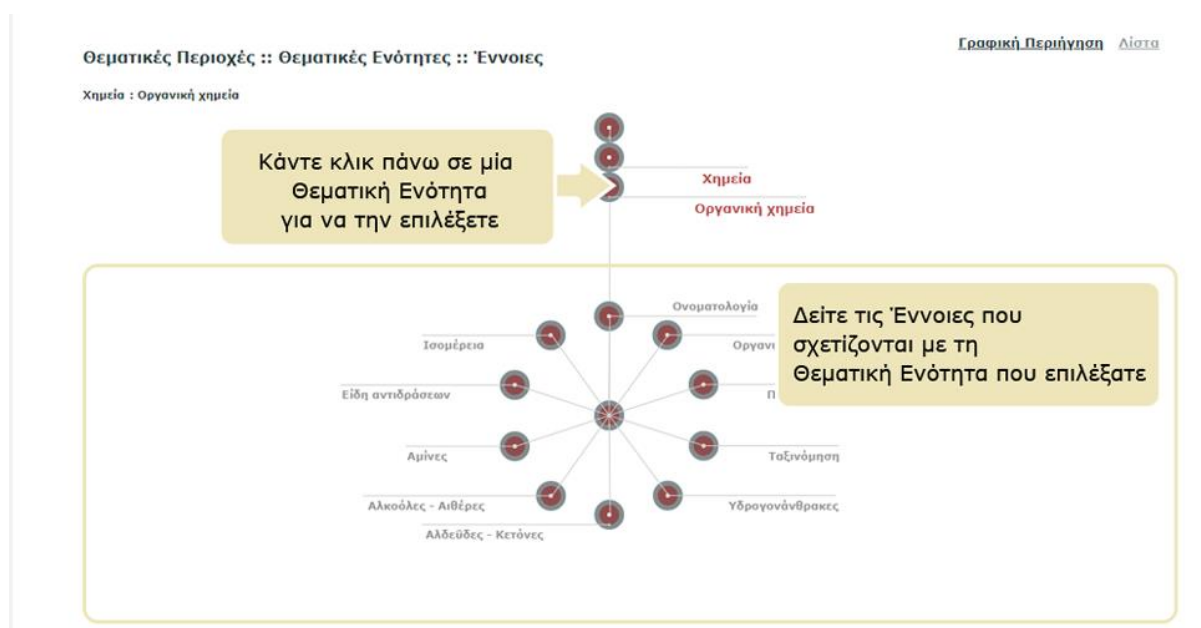 Γραφική Περιήγηση Λίστα
Θεματικές Περιοχές :: Θεματικές Ενότητες :: Έννοιες
Χημεία : Οργανική χημεία
Κάντε κλικ πάνω σε μία
Θεματική Ενότητα
για να την επιλέξετε
Χημεία
Οργανική χημεία
Ονοματολογία
Δείτε τις Έννοιες που
σχετίζονται με τη
Θεματική Ενότητα που επιλέξατε
Ισομέρεια
Είδη αντιδράσεων
Αμίνες
Ταξινόμηση
Αλκοόλες - Αιθέρες
Υδρογονάνθρακες
Αλδεΰδες - Κετόνες